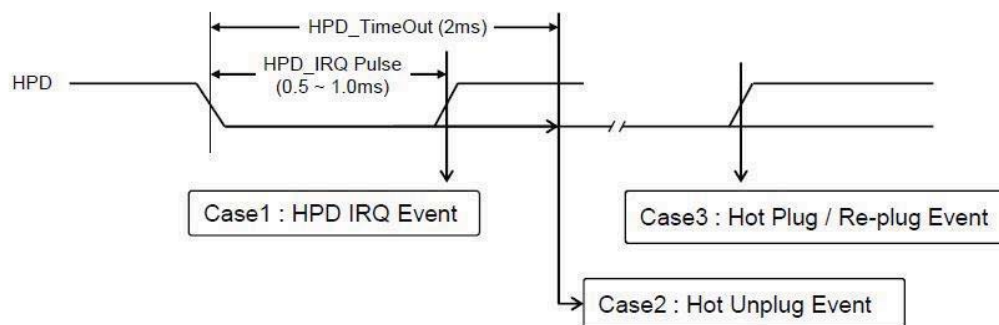 HPD_TimeOut (2ms)
HPD_IRQ Pulse
(0.5 ~ 1.0ms)
HPD
Case1 : HPD IRQ Event
Case3 : Hot Plug / Re-plug Event
Case2 : Hot Unplug Event